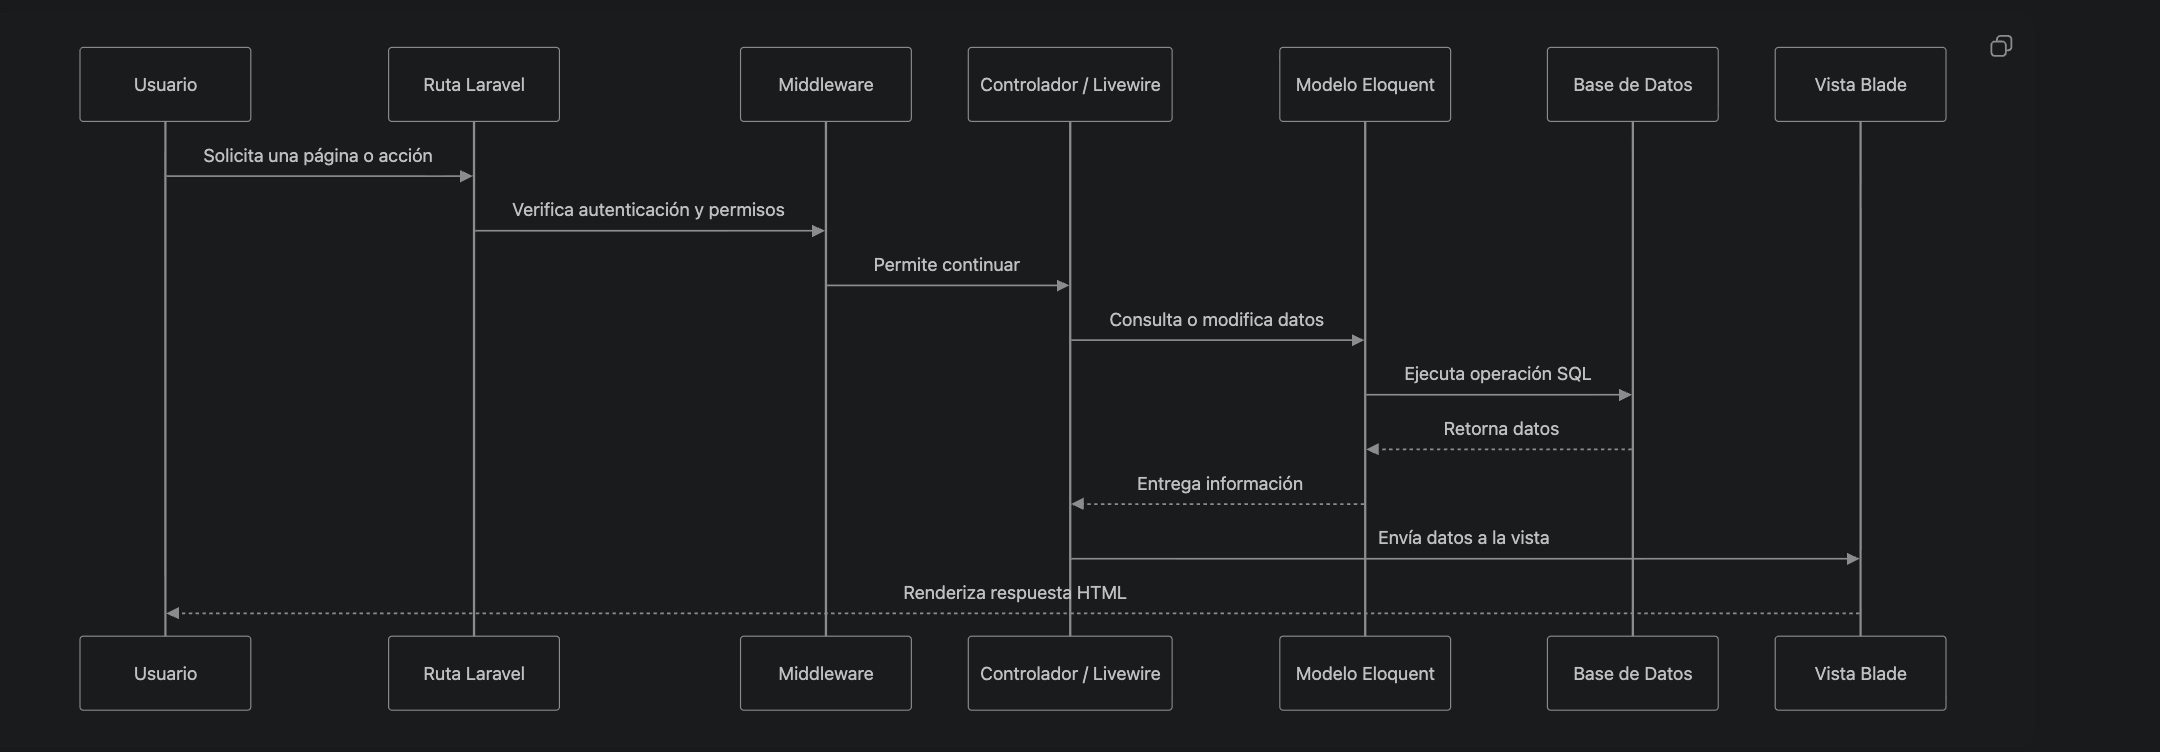 Usuario
Ruta Laravel
Middleware
Controlador / Livewire
Modelo Eloquent
Base de Datos
Vista Blade
Solicita una página o acción
Verifica autenticación y permisos
Permite continuar
Consulta o modifica datos
Ejecuta operación SQL
Retorna datos
Entrega información
Envía datos a la vista
Renderiza respuesta HTML
Usuario
Ruta Laravel
Middleware
Controlador / Livewire
Modelo Eloquent
Base de Datos
Vista Blade